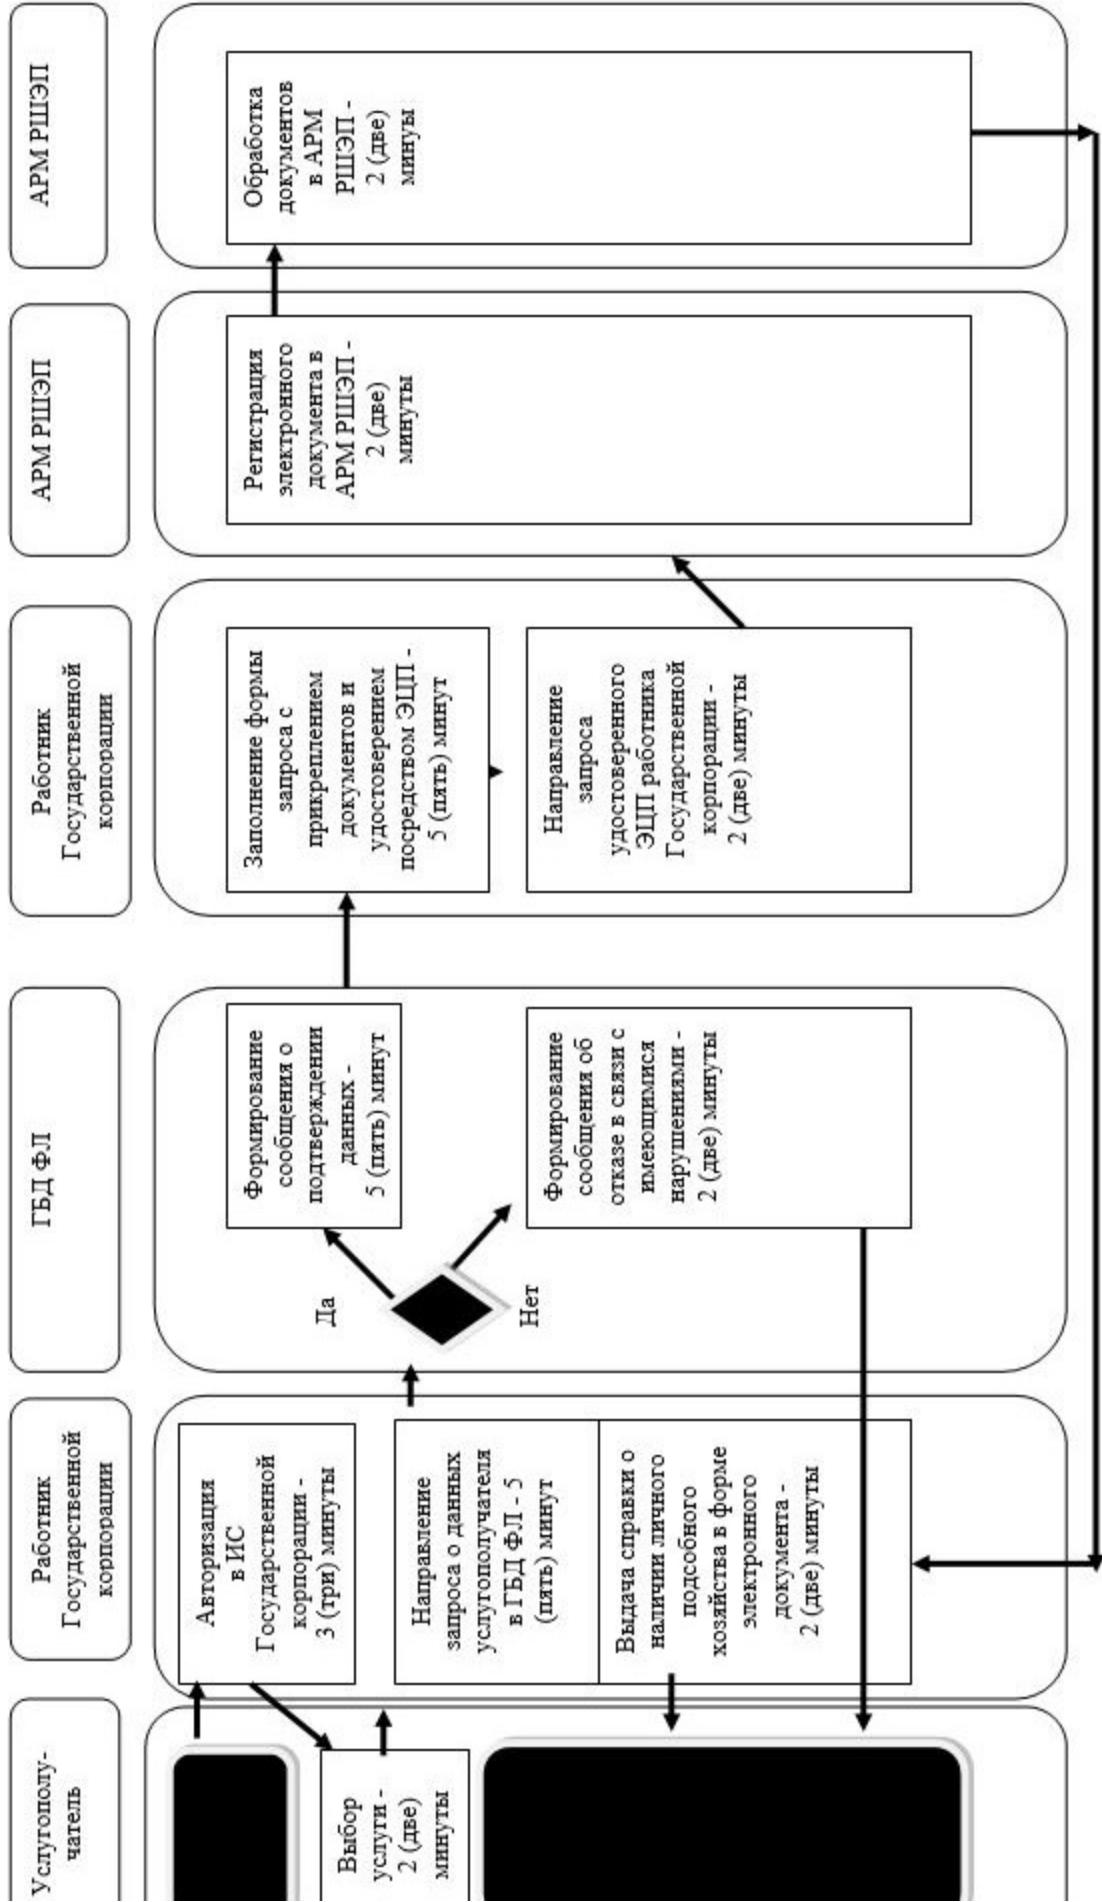 Услугополу-
чатель
Работник
Государственной
корпорации
ГБД ФЛ
Работник
Государственной
корпорации
АРМ РШЭП
АРМ РШЭП
Выбор
услуги -
2 (две)
минуты
Авторизация
в ИС
Государственной
корпорации -
3 (три) минуты
Направление
запроса о данных
услугополучателя
в ГБД ФЛ - 5
(пять) минут
Выдача справки о
наличии личного
подсобного
хозяйства в форме
электронного
документа -
2 (две) минуты
Да
Нет
Формирование
сообщения о
подтверждении
данных -
5 (пять) минут
Формирование
сообщения об
отказе в связи с
имеющимися
нарушениями -
2 (две) минуты
Заполнение формы
запроса с
прикреплением
документов и
удостоверением
посредством ЭЦП -
5 (пять) минут
Направление
запроса
удостоверенного
ЭЦП работника
Государственной
корпорации -
2 (две) минуты
Регистрация
электронного
документа в
АРМ РШЭП -
2 (две)
минуты
Обработка
документов
в АРМ
РШЭП -
2 (две)
минуы